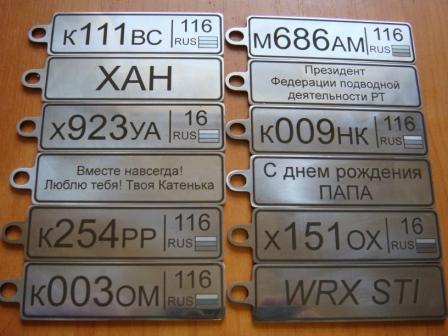 К111ВС 116 RUS
ХАН
Х923УА 16 RUS
Вместе навсегда!
Люблю тебя! Твоя Катенька
К254РР 116 RUS
К003ОМ 116 RUS
М686АМ 116 RUS
Президент
Федерации подводной
деятельности РТ
К009НК 116 RUS
С днем рождения
ПАПА
Х151ОХ 16 RUS
WRX STI